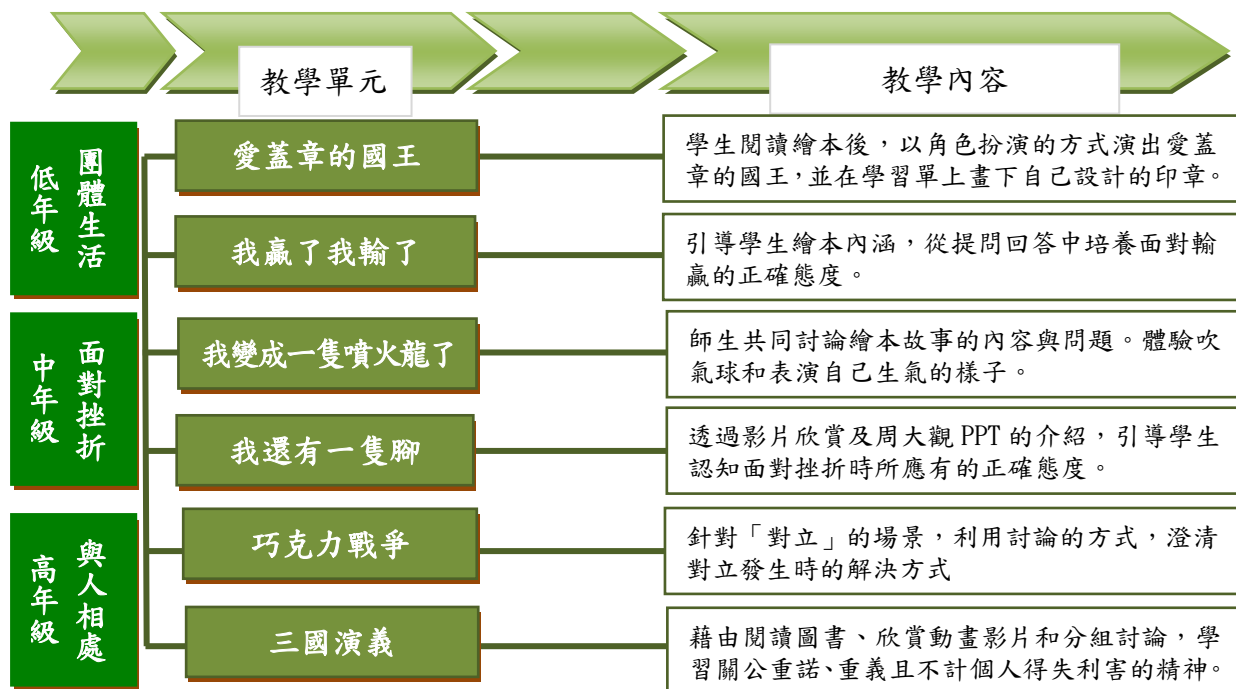 教學單元
教學內容
團體生活
低年級
愛蓋章的國王
學生閱讀繪本後，以角色扮演的方式演出愛蓋
章的國王，並在學習單上畫下自己設計的印章。
我贏了我輸了
引導學生繪本內涵，從提問回答中培養面對輸
贏的正確態度。
面對挫折
中年級
我變成一隻噴火龍了
師生共同討論繪本故事的內容與問題。體驗吹
氣球和表演自己生氣的樣子。
我還有一隻腳
透過影片欣賞及周大觀 PPT 的介紹，引導學生
認知面對挫折時所應有的正確態度。
與人相處
高年級
巧克力戰爭
針對「對立」的場景，利用討論的方式，澄清
對立發生時的解決方式
三國演義
藉由閱讀圖書、欣賞動畫影片和分組討論，學
習關公重諾、重義且不計個人得失利害的精神。